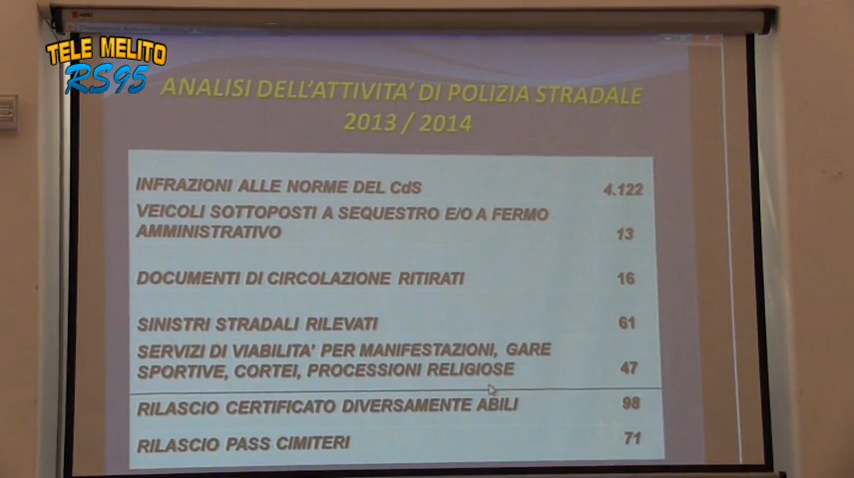 TELE MELITO
RS95
ANALISI DELL'ATTIVITA' DI POLIZIA STRADALE
2013 / 2014
INFRAZIONI ALLE NORME DEL CdS 4.122
VEICOLI SOTTOPOSTI A SEQUESTRO E/O A FERMO
AMMINISTRATIVO 13
DOCUMENTI DI CIRCOLAZIONE RITIRATI 16
SINISTRI STRADALI RILEVATI 61
SERVIZI DI VIABILITA' PER MANIFESTAZIONI, GARE
SPORTIVE, CORTEI, PROCESSIONI RELIGIOSE 47
RILASCIO CERTIFICATO DIVERSAMENTE ABILI 98
RILASCIO PASS CIMITERI 71